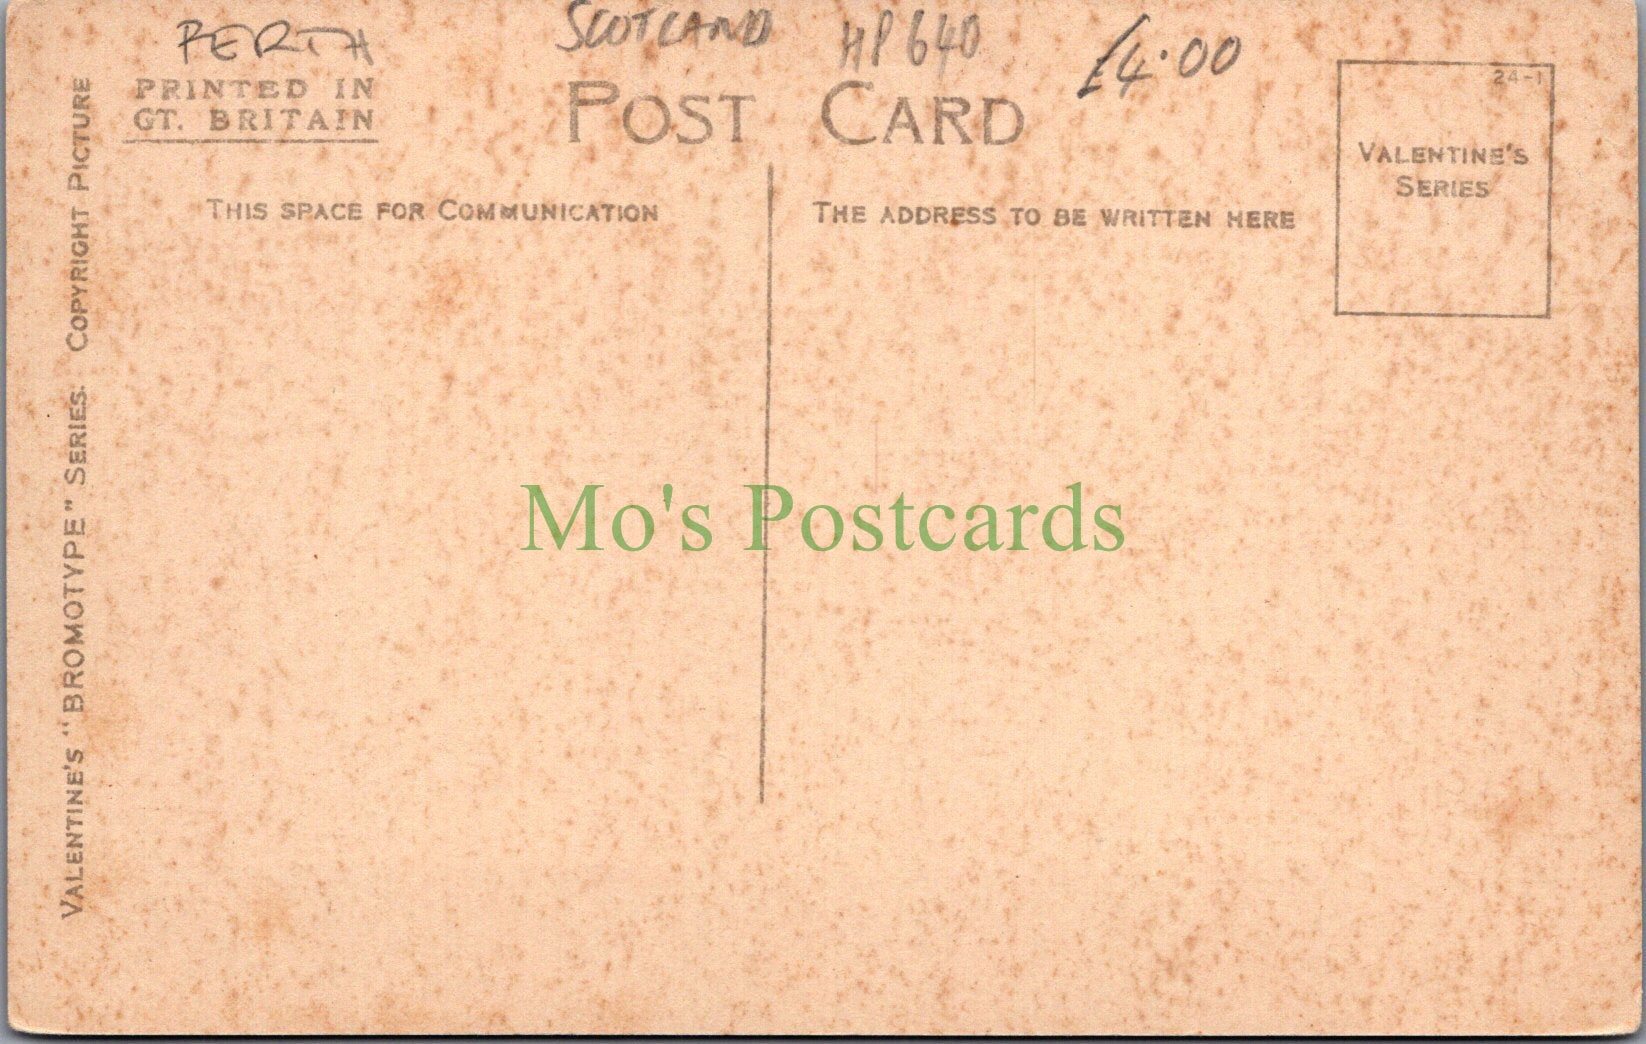 PERTH
SCOTLAND HP640 £4.00
PRINTED IN
GT. BRITAIN
POST CARD
24-1
VALENTINE'S
SERIES
THIS SPACE FOR COMMUNICATION
THE ADDRESS TO BE WRITTEN HERE
VALENTINE'S "BROMOTYPE" SERIES. COPYRIGHT PICTURE
Mo's Postcards